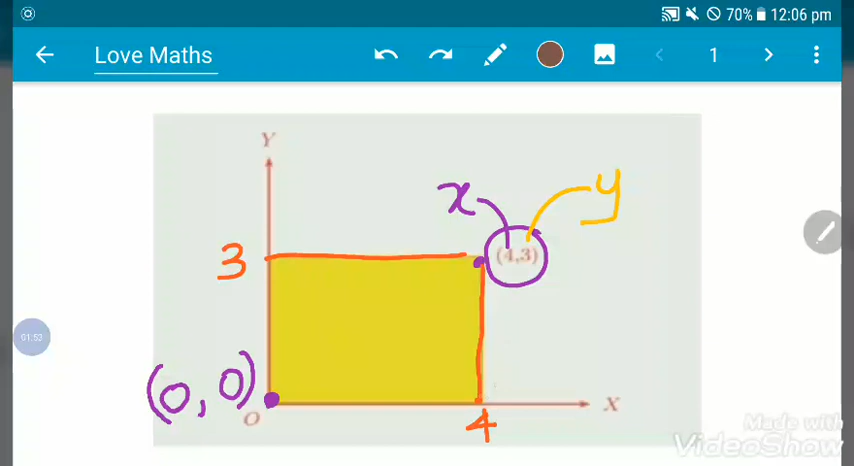 70% 12:06 pm
Love Maths
1
Y
x
y
3
(4,3)
01:53
(0,0)
O
X
4
Made with
VideoShow